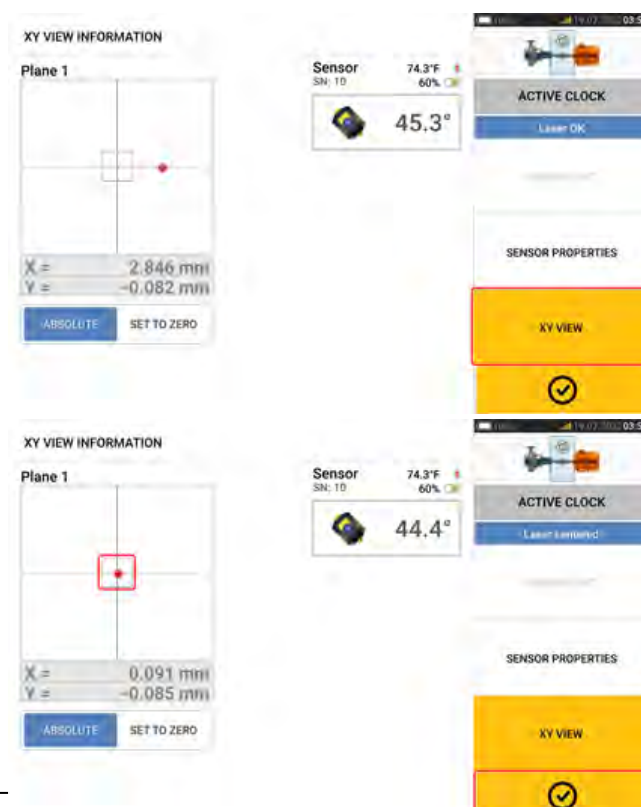 XY VIEW INFORMATION
Plane 1
X = 2.846 mm
Y = -0.082 mm
ABSOLUTE SET TO ZERO
Sensor 74.3°F
SN: 10 60%
45.3°
ACTIVE CLOCK
Laser OK
SENSOR PROPERTIES
XY VIEW
XY VIEW INFORMATION
Plane 1
X = 0.091 mm
Y = -0.085 mm
ABSOLUTE SET TO ZERO
Sensor 74.3°F
SN: 10 60%
44.4°
ACTIVE CLOCK
Laser centered
SENSOR PROPERTIES
XY VIEW